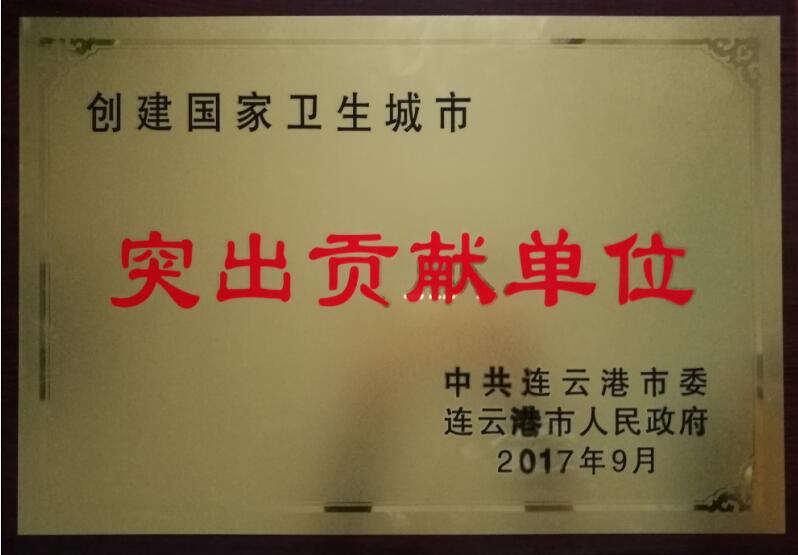 创建国家卫生城市
突出贡献单位
中共连云港市委
连云港市人民政府
2017年9月